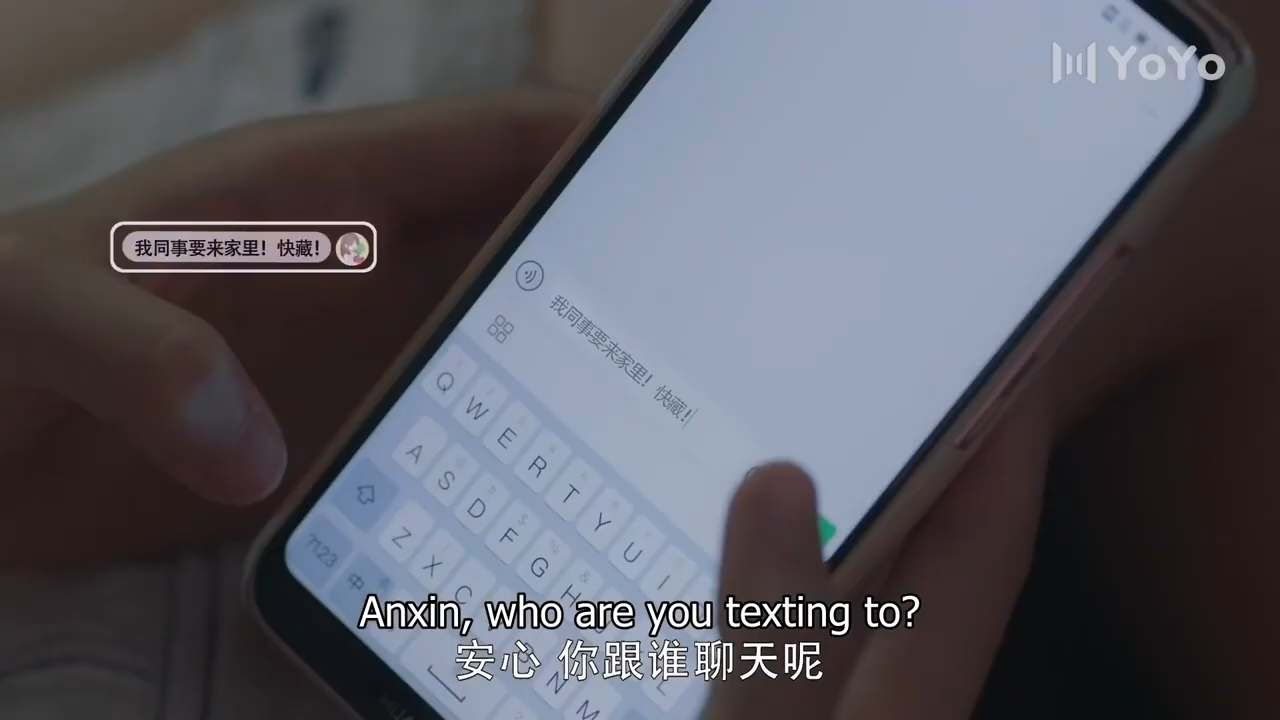 YoYo
我同事要来家里！快藏！
我同事要来家里！快藏！
Q W E R T Y U I
A S D F G H
Z X C N M L
?123 中
Anxin, who are you texting to?
安心 你跟谁聊天呢